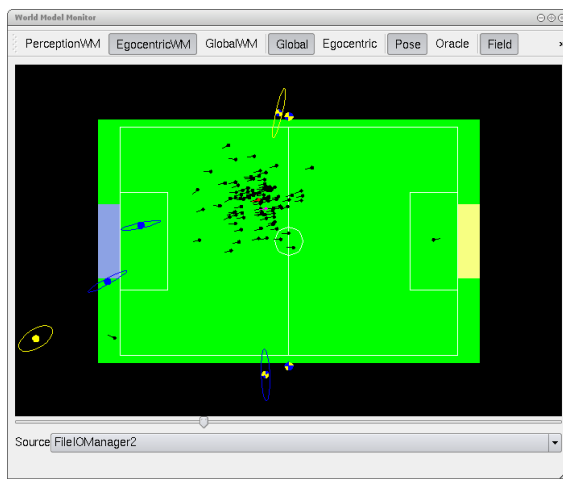 World Model Monitor
PerceptionWM EgocentricWM GlobalWM Global Egocentric Pose Oracle Field »
Source FileIOManager2